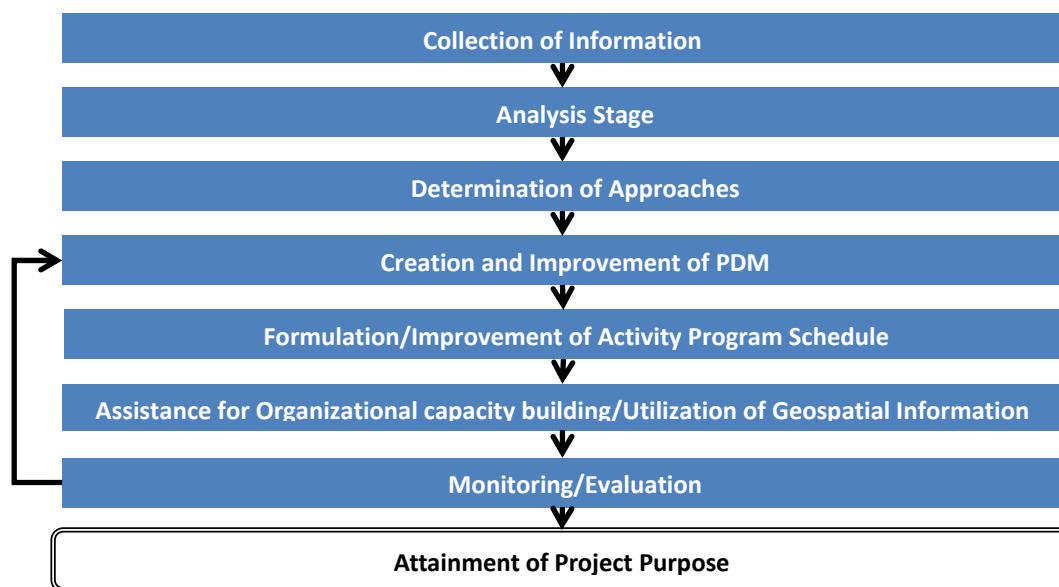 Collection of Information
Analysis Stage
Determination of Approaches
Creation and Improvement of PDM
Formulation/Improvement of Activity Program Schedule
Assistance for Organizational capacity building/Utilization of Geospatial Information
Monitoring/Evaluation
Attainment of Project Purpose